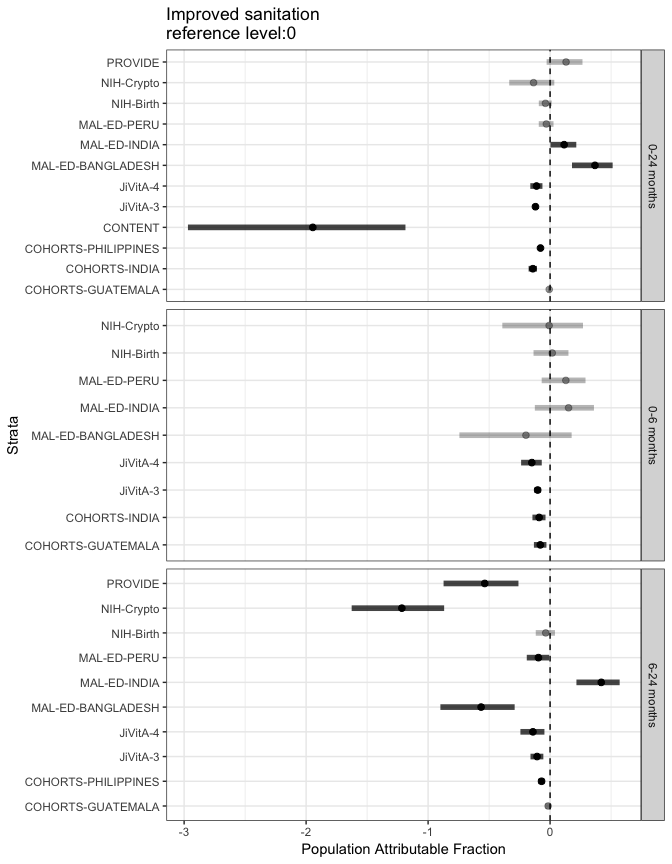 Improved sanitation
reference level:0
PROVIDE
NIH-Crypto
NIH-Birth
MAL-ED-PERU
MAL-ED-INDIA
MAL-ED-BANGLADESH
JiVitA-4
JiVitA-3
CONTENT
COHORTS-PHILIPPINES
COHORTS-INDIA
COHORTS-GUATEMALA
0-24 months
NIH-Crypto
NIH-Birth
MAL-ED-PERU
MAL-ED-INDIA
MAL-ED-BANGLADESH
JiVitA-4
JiVitA-3
COHORTS-INDIA
COHORTS-GUATEMALA
0-6 months
Strata
PROVIDE
NIH-Crypto
NIH-Birth
MAL-ED-PERU
MAL-ED-INDIA
MAL-ED-BANGLADESH
JiVitA-4
JiVitA-3
COHORTS-PHILIPPINES
COHORTS-GUATEMALA
6-24 months
-3 -2 -1 0
Population Attributable Fraction